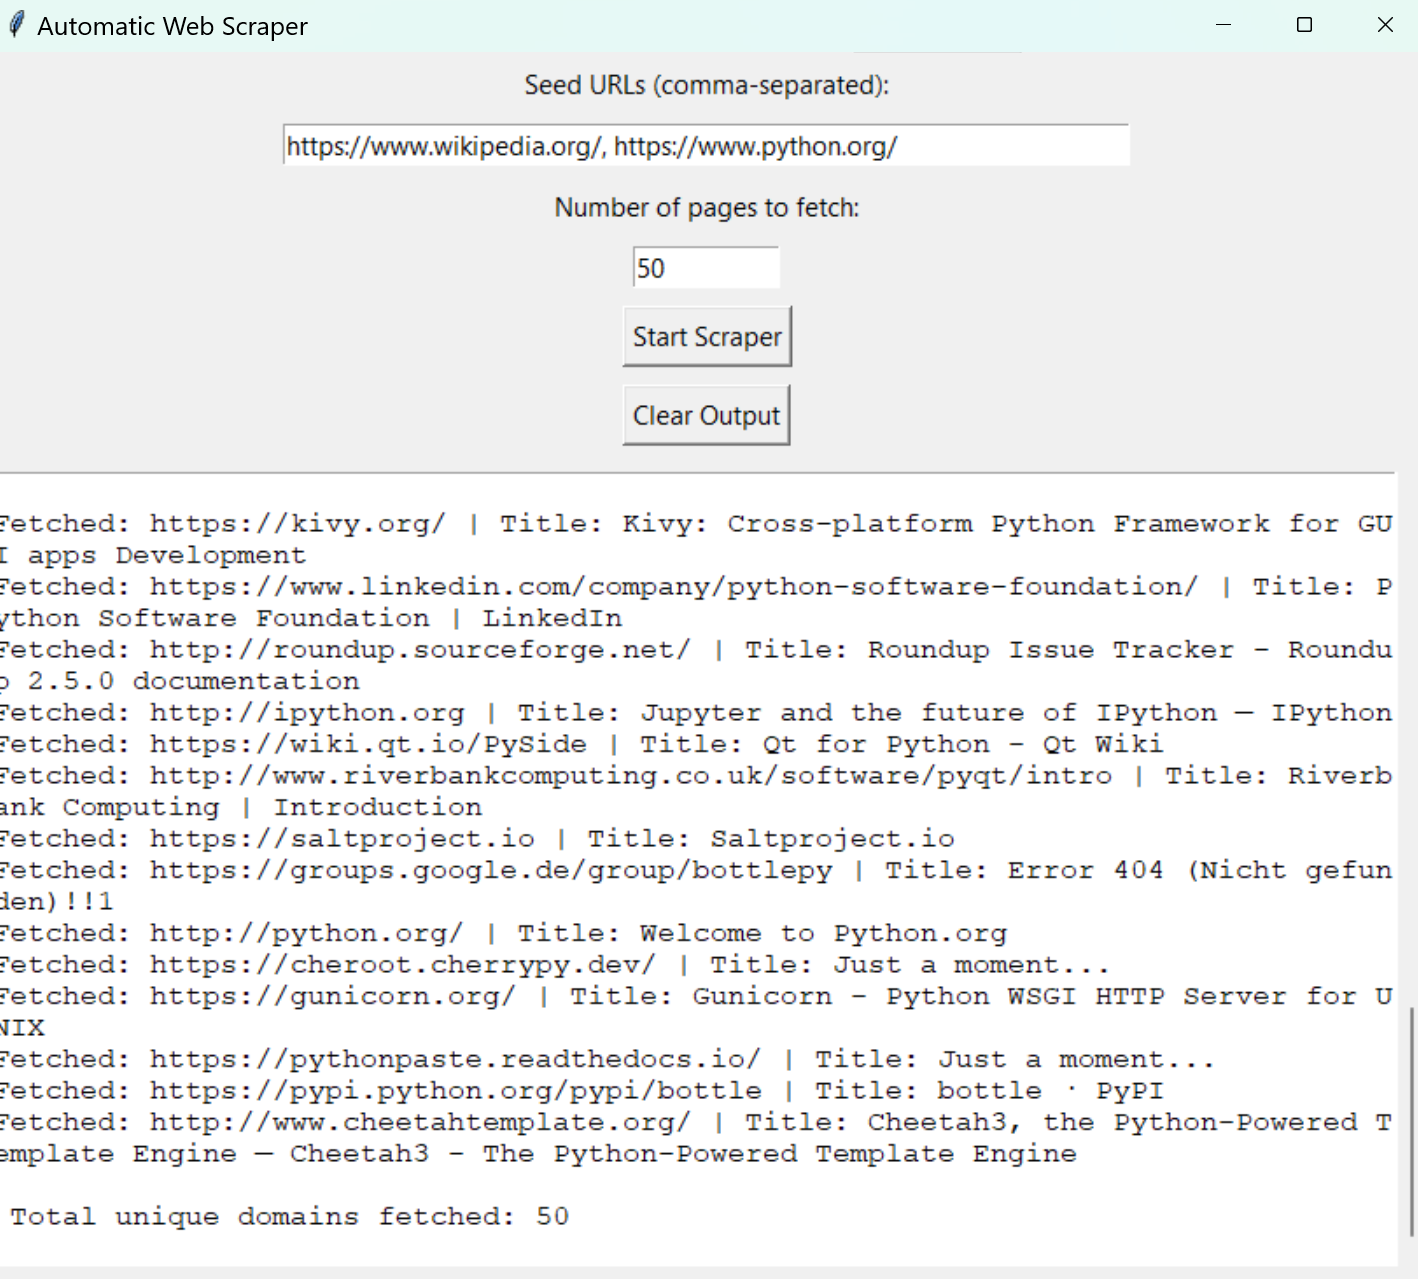 Automatic Web Scraper
Seed URLs (comma-separated):
https://www.wikipedia.org/, https://www.python.org/
Number of pages to fetch:
50
Start Scraper
Clear Output
Fetched: https://kivy.org/ | Title: Kivy: Cross-platform Python Framework for GU
I apps Development
Fetched: https://www.linkedin.com/company/python-software-foundation/ | Title: P
ython Software Foundation | LinkedIn
Fetched: http://roundup.sourceforge.net/ | Title: Roundup Issue Tracker - Roundu
p 2.5.0 documentation
Fetched: http://ipython.org | Title: Jupyter and the future of IPython — IPython
Fetched: https://wiki.qt.io/PySide | Title: Qt for Python - Qt Wiki
Fetched: http://www.riverbankcomputing.co.uk/software/pyqt/intro | Title: Riverb
ank Computing | Introduction
Fetched: https://saltproject.io | Title: Saltproject.io
Fetched: https://groups.google.de/group/bottlepy | Title: Error 404 (Nicht gefun
den)!!1
Fetched: http://python.org/ | Title: Welcome to Python.org
Fetched: https://cheroot.cherrypy.dev/ | Title: Just a moment...
Fetched: https://gunicorn.org/ | Title: Gunicorn - Python WSGI HTTP Server for U
NIX
Fetched: https://pythonpaste.readthedocs.io/ | Title: Just a moment...
Fetched: https://pypi.python.org/pypi/bottle | Title: bottle · PyPI
Fetched: http://www.cheetahtemplate.org/ | Title: Cheetah3, the Python-Powered T
emplate Engine — Cheetah3 - The Python-Powered Template Engine
Total unique domains fetched: 50